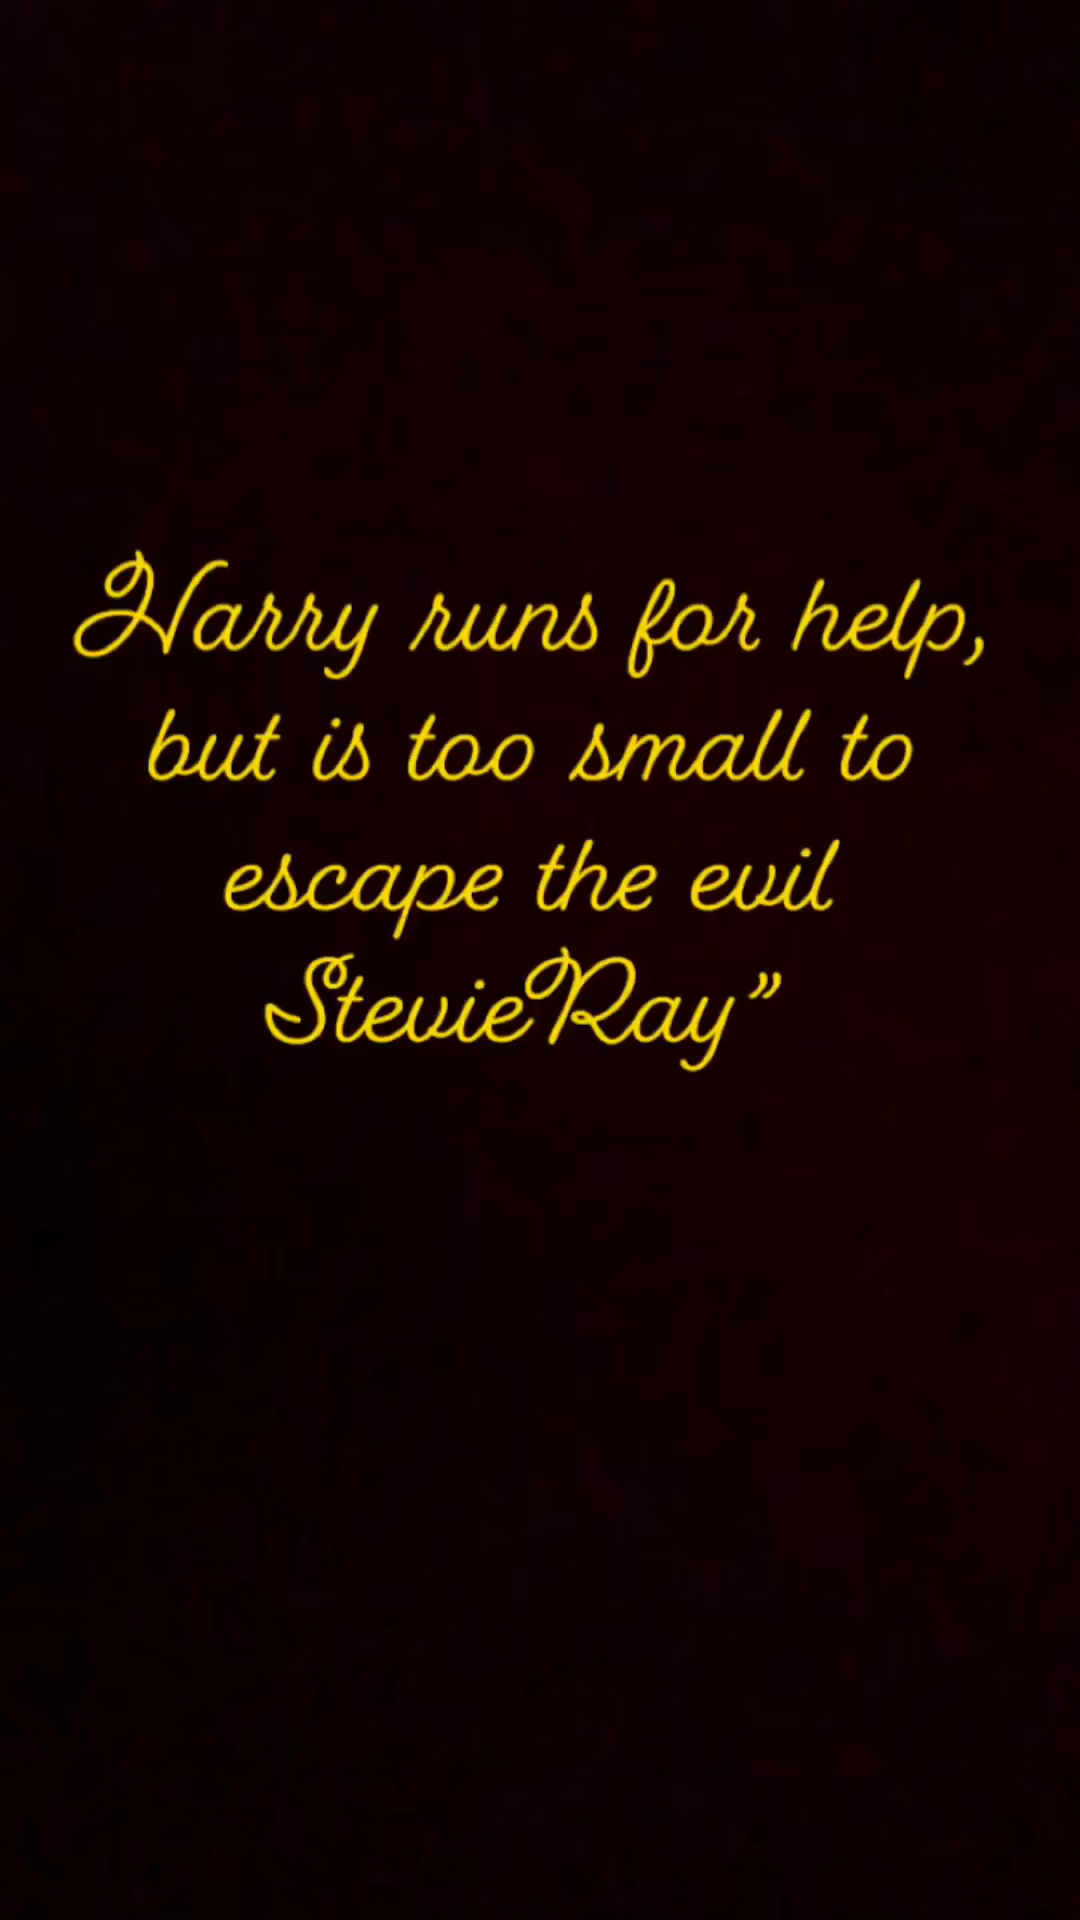 Harry runs for help,
but is too small to
escape the evil
StevieRay”